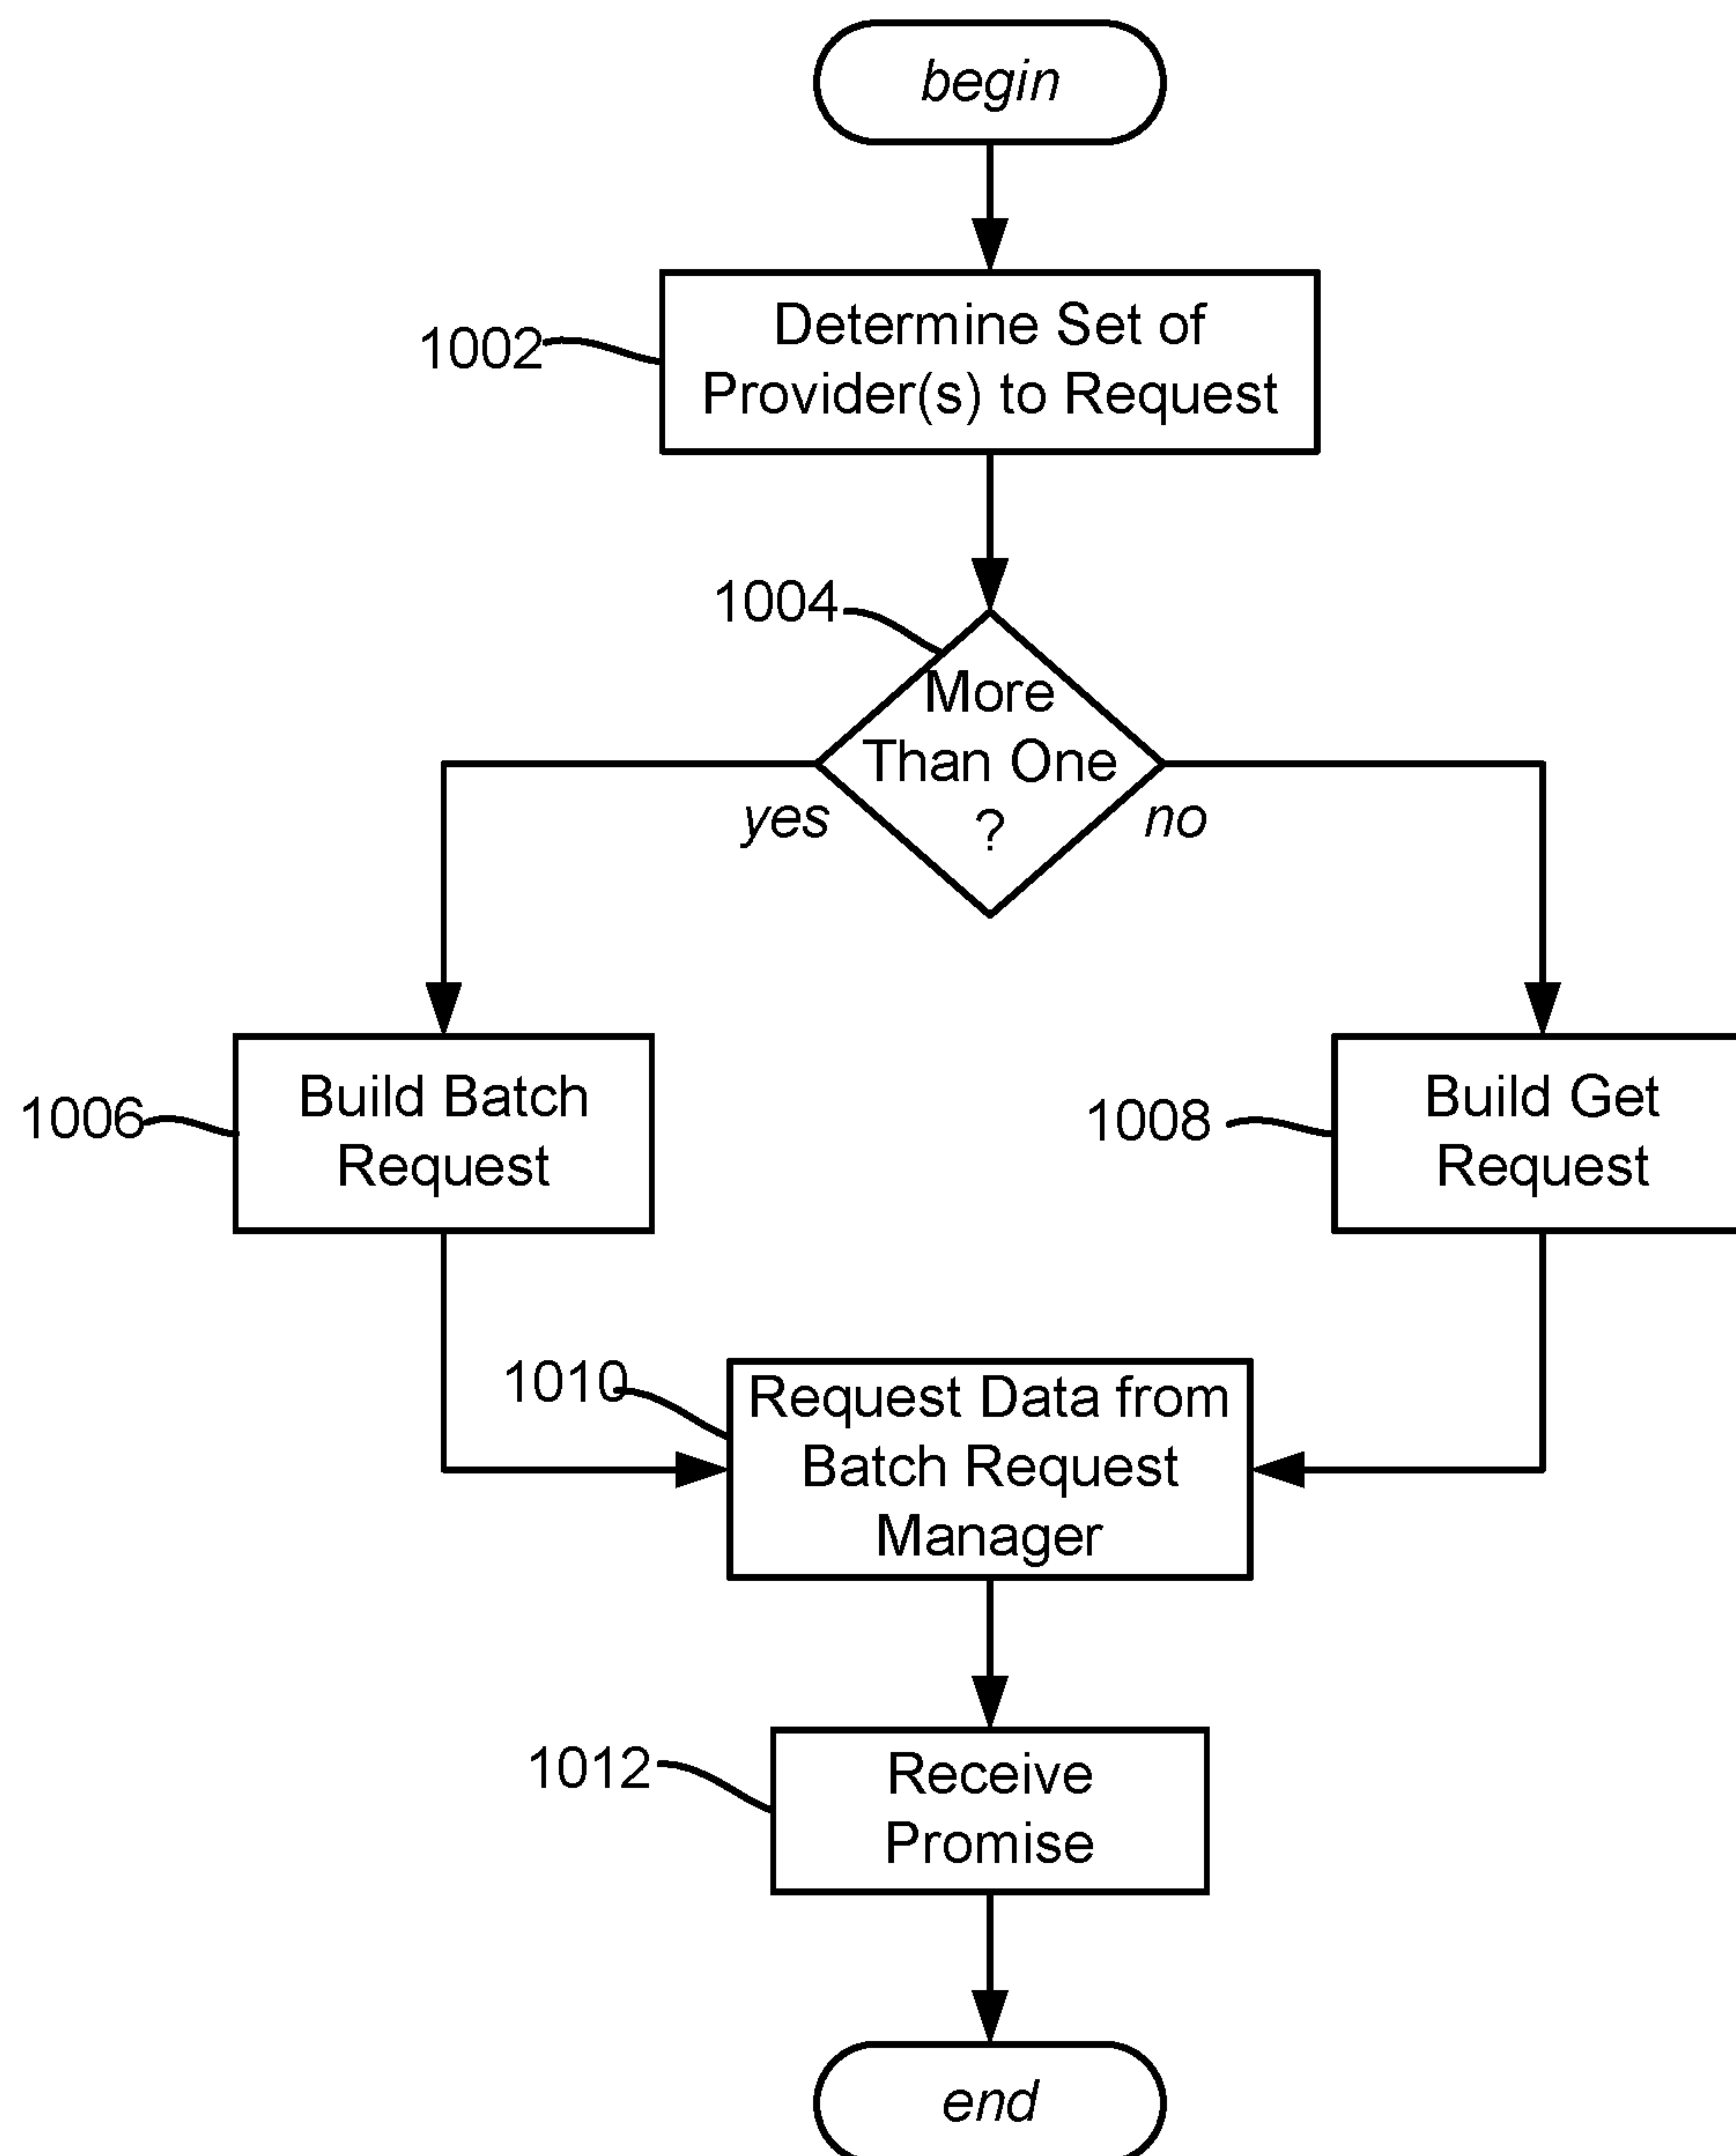 begin
1002
Determine Set of
Provider(s) to Request
1004
More
Than One
?
yes
no
1006
Build Batch
Request
1008
Build Get
Request
1010
Request Data from
Batch Request
Manager
1012
Receive
Promise
end